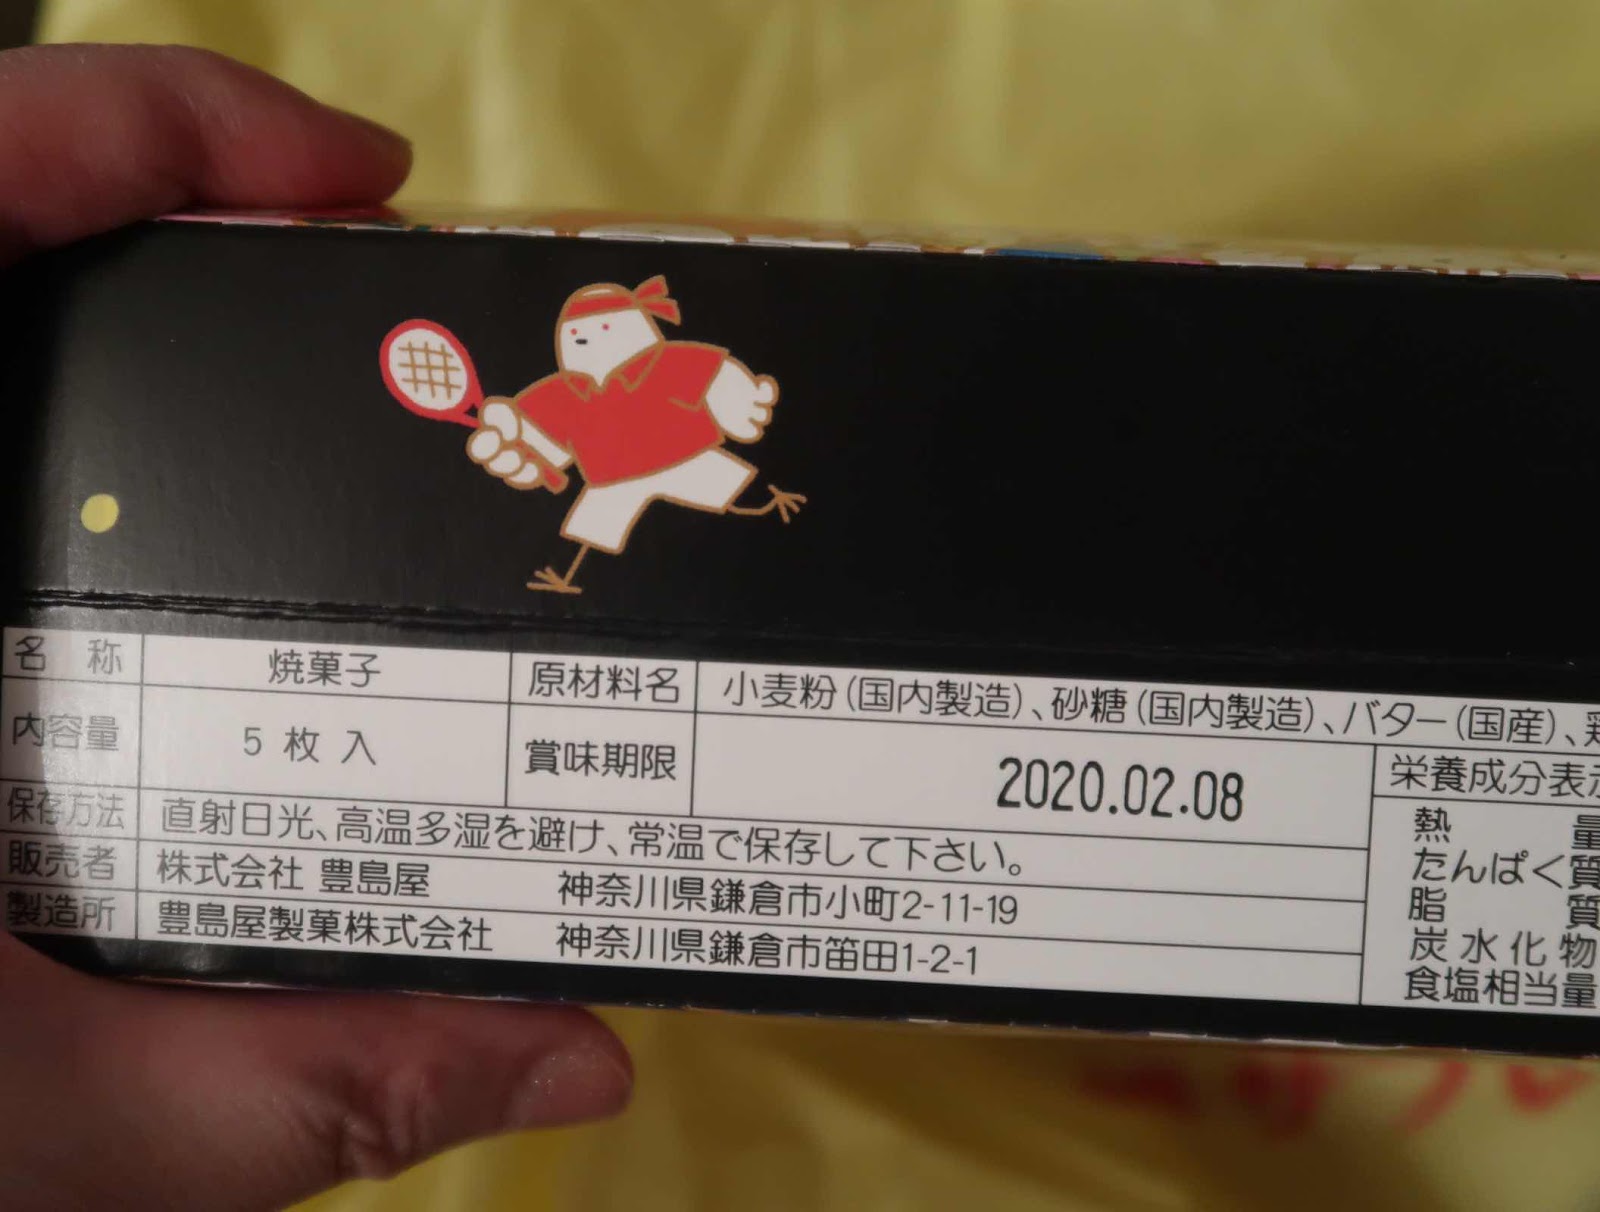 名 称 焼菓子 原材料名 小麦粉(国内製造)、砂糖(国内製造)、バター(国産)、
内容量 5枚入 賞味期限 2020.02.08
保存方法 直射日光、高温多湿を避け、常温で保存して下さい。
販売者 株式会社 豊島屋 神奈川県鎌倉市小町2-11-19
製造所 豊島屋製菓株式会社 神奈川県鎌倉市笛田1-2-1
栄養成分表示
熱 量
たんぱく質
脂 質
炭水化物
食塩相当量